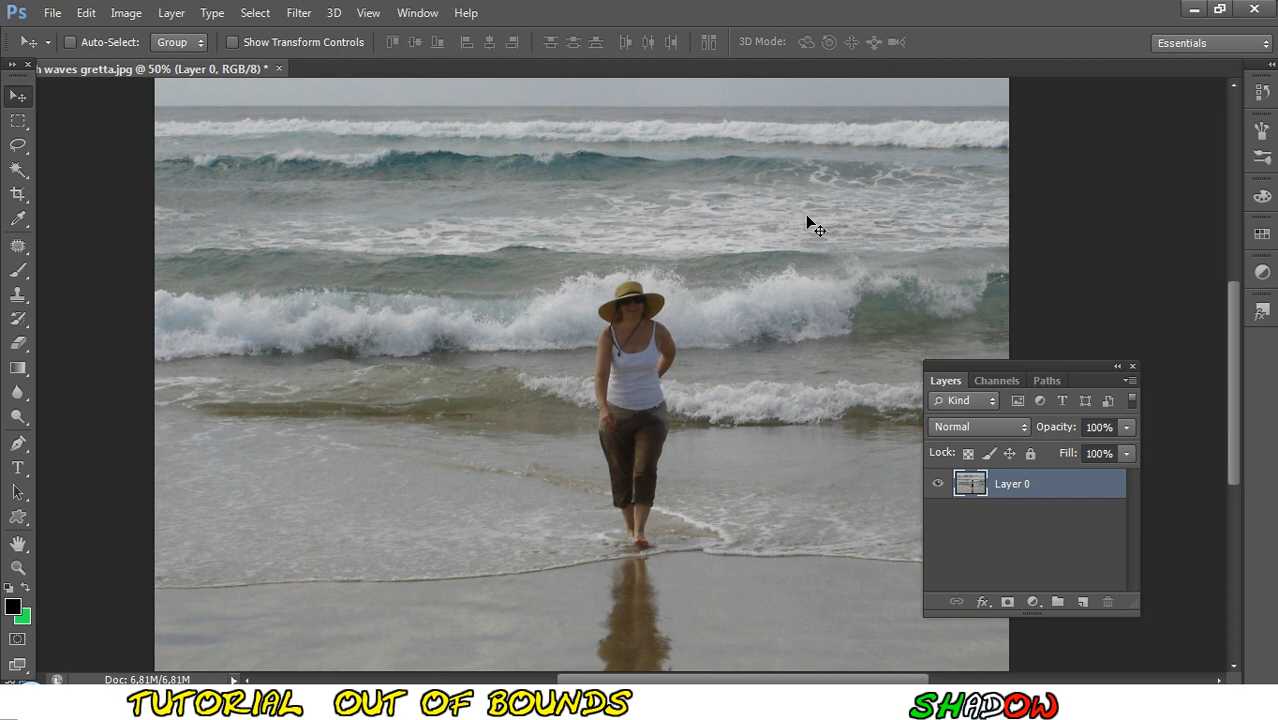 Ps File Edit Image Layer Type Select Filter 3D View Window Help
Auto-Select: Group Show Transform Controls 3D Mode: Essentials
h waves gretta.jpg @ 50% (Layer 0, RGB/8) * ×
Layers Channels Paths
Kind
Normal Opacity: 100%
Lock: Fill: 100%
Layer 0
Doc: 6,81M/6,81M
TUTORIAL OUT OF BOUNDS SHADOW